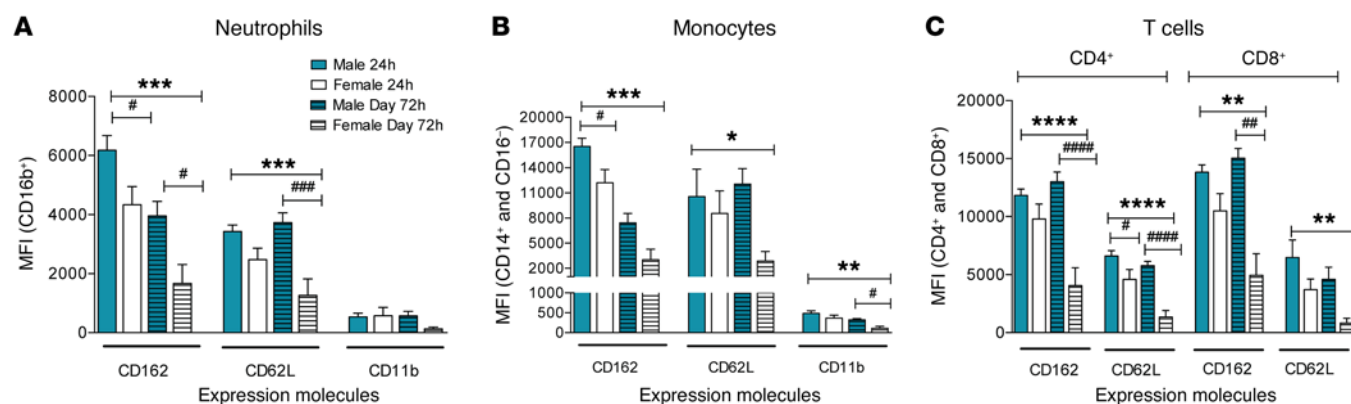 A
Neutrophils
Male 24h
Female 24h
Male Day 72h
Female Day 72h
MFI (CD16b⁺)
8000
6000
4000
2000
0
***
#
#
***
###
CD162
CD62L
CD11b
Expression molecules
B
Monocytes
MFI (CD14⁺ and CD16⁻)
20000
17000
14000
11000
8000
5000
2000
1000
500
0
***
#
*
**
#
CD162
CD62L
CD11b
Expression molecules
C
T cells
CD4⁺
CD8⁺
MFI (CD4⁺ and CD8⁺)
20000
15000
10000
5000
0
****
####
****
#
####
**
##
**
CD162
CD62L
CD162
CD62L
Expression molecules